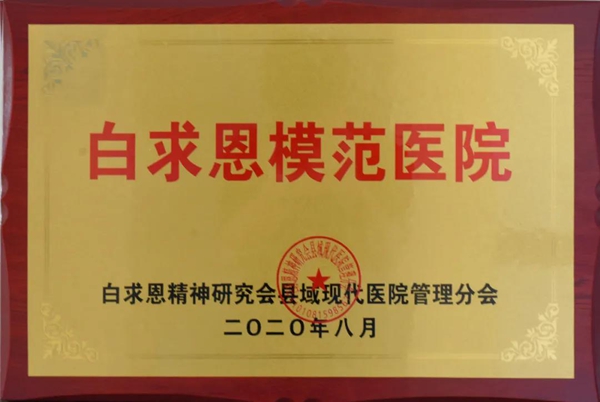 白求恩模范医院
白求恩精神研究会县域现代医院管理分会
二〇二〇年八月